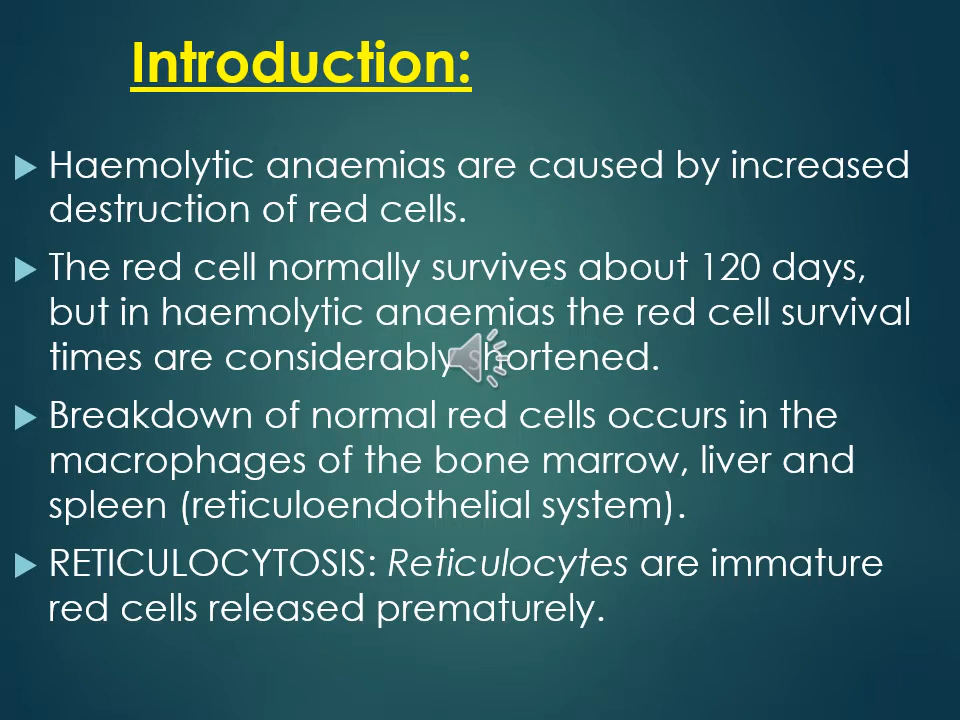 Introduction:
Haemolytic anaemias are caused by increased
destruction of red cells.
The red cell normally survives about 120 days,
but in haemolytic anaemias the red cell survival
times are considerably shortened.
Breakdown of normal red cells occurs in the
macrophages of the bone marrow, liver and
spleen (reticuloendothelial system).
RETICULOCYTOSIS: Reticulocytes are immature
red cells released prematurely.